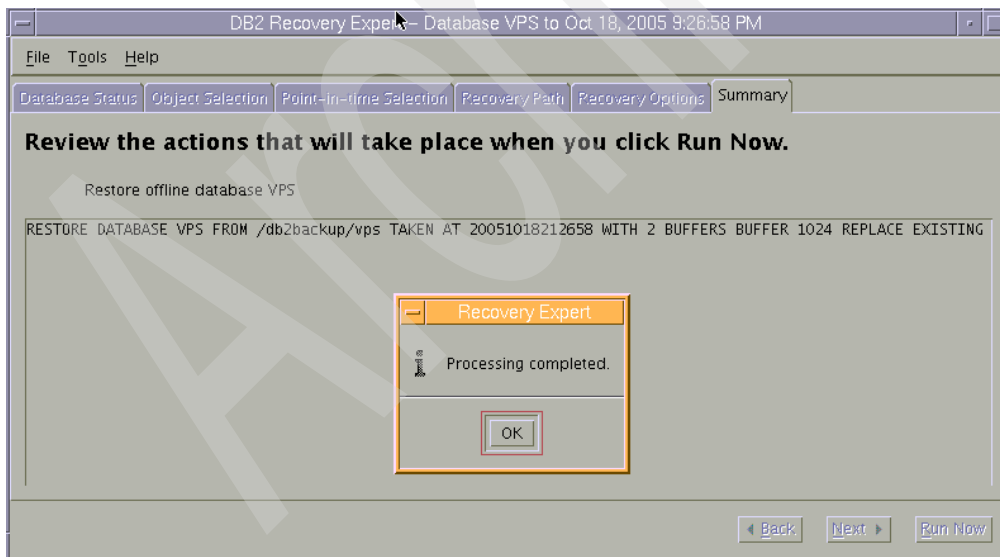 DB2 Recovery Expert– Database VPS to Oct 18, 2005 9:26:58 PM
File Tools Help
Database Status Object Selection Point-in-time Selection Recovery Path Recovery Options Summary
Review the actions that will take place when you click Run Now.
Restore offline database VPS
RESTORE DATABASE VPS FROM /db2backup/vps TAKEN AT 20051018212658 WITH 2 BUFFERS BUFFER 1024 REPLACE EXISTING
Recovery Expert
Processing completed.
OK
Back Next Run Now